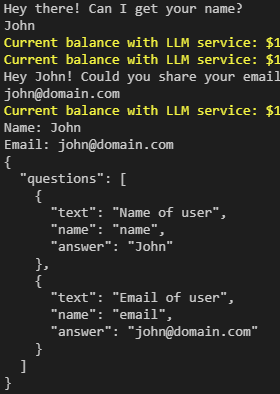 Hey there! Can I get your name?
John
Current balance with LLM service: $1
Current balance with LLM service: $1
Hey John! Could you share your email
john@domain.com
Current balance with LLM service: $1
Name: John
Email: john@domain.com
{
  "questions": [
    {
      "text": "Name of user",
      "name": "name",
      "answer": "John"
    },
    {
      "text": "Email of user",
      "name": "email",
      "answer": "john@domain.com"
    }
  ]
}